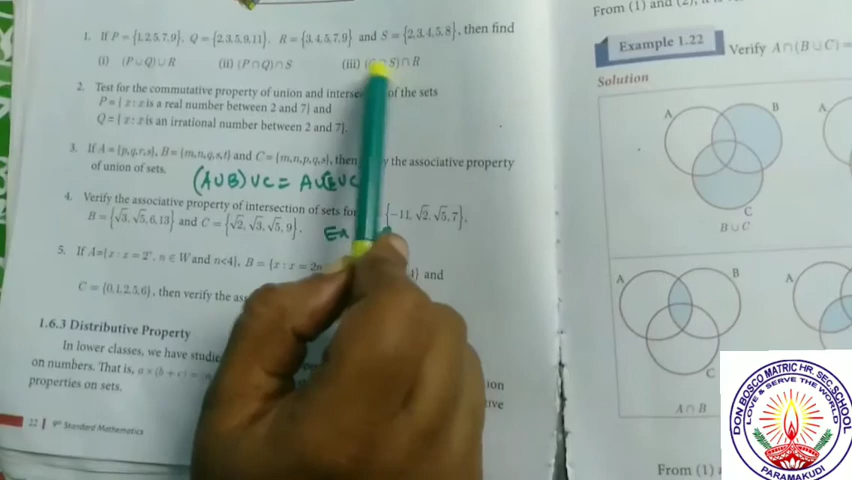 1. If P = {1,2,5,7,9}, Q = {2,3,5,9,11}, R = {3,4,5,7,9} and S = {2,3,4,5,8}, then find
(i) (P∪Q)∪R (ii) (P∩Q)∩S (iii) S)∩R
2. Test for the commutative property of union and of the sets
P = { x : x is a real number between 2 and 7} and
Q = { x : x is an irrational number between 2 and 7}.
3. If A = {p,q,r,s}, B = {m,n,q,s,t} and C = {m,n,p,q,s}, then the associative property
of union of sets.
(A∪B)∪C =
4. Verify the associative property of intersection of sets for {−11, √2, √5, 7},
B = {√3, √5, 6, 13} and C = {√2, √3, √5, 9}.
5. If A = {x : x = 2ⁿ, n ∈ W and n<4}, B = {x : x = 2n and
C = {0,1,2,5,6}, then verify the
1.6.3 Distributive Property
In lower classes, we have
on numbers. That is, a × (b + c) =
properties on sets.
22 | 9th Standard Mathematics
From (1) and (2),
Example 1.22 Verify A∩(B∪C) =
Solution
A B A
C
B∪C
A B A
C
A∩B
From (1)
DON BOSCO MATRIC HR. SEC. SCHOOL
LOVE & SERVE THE WORLD
PARAMAKUDI